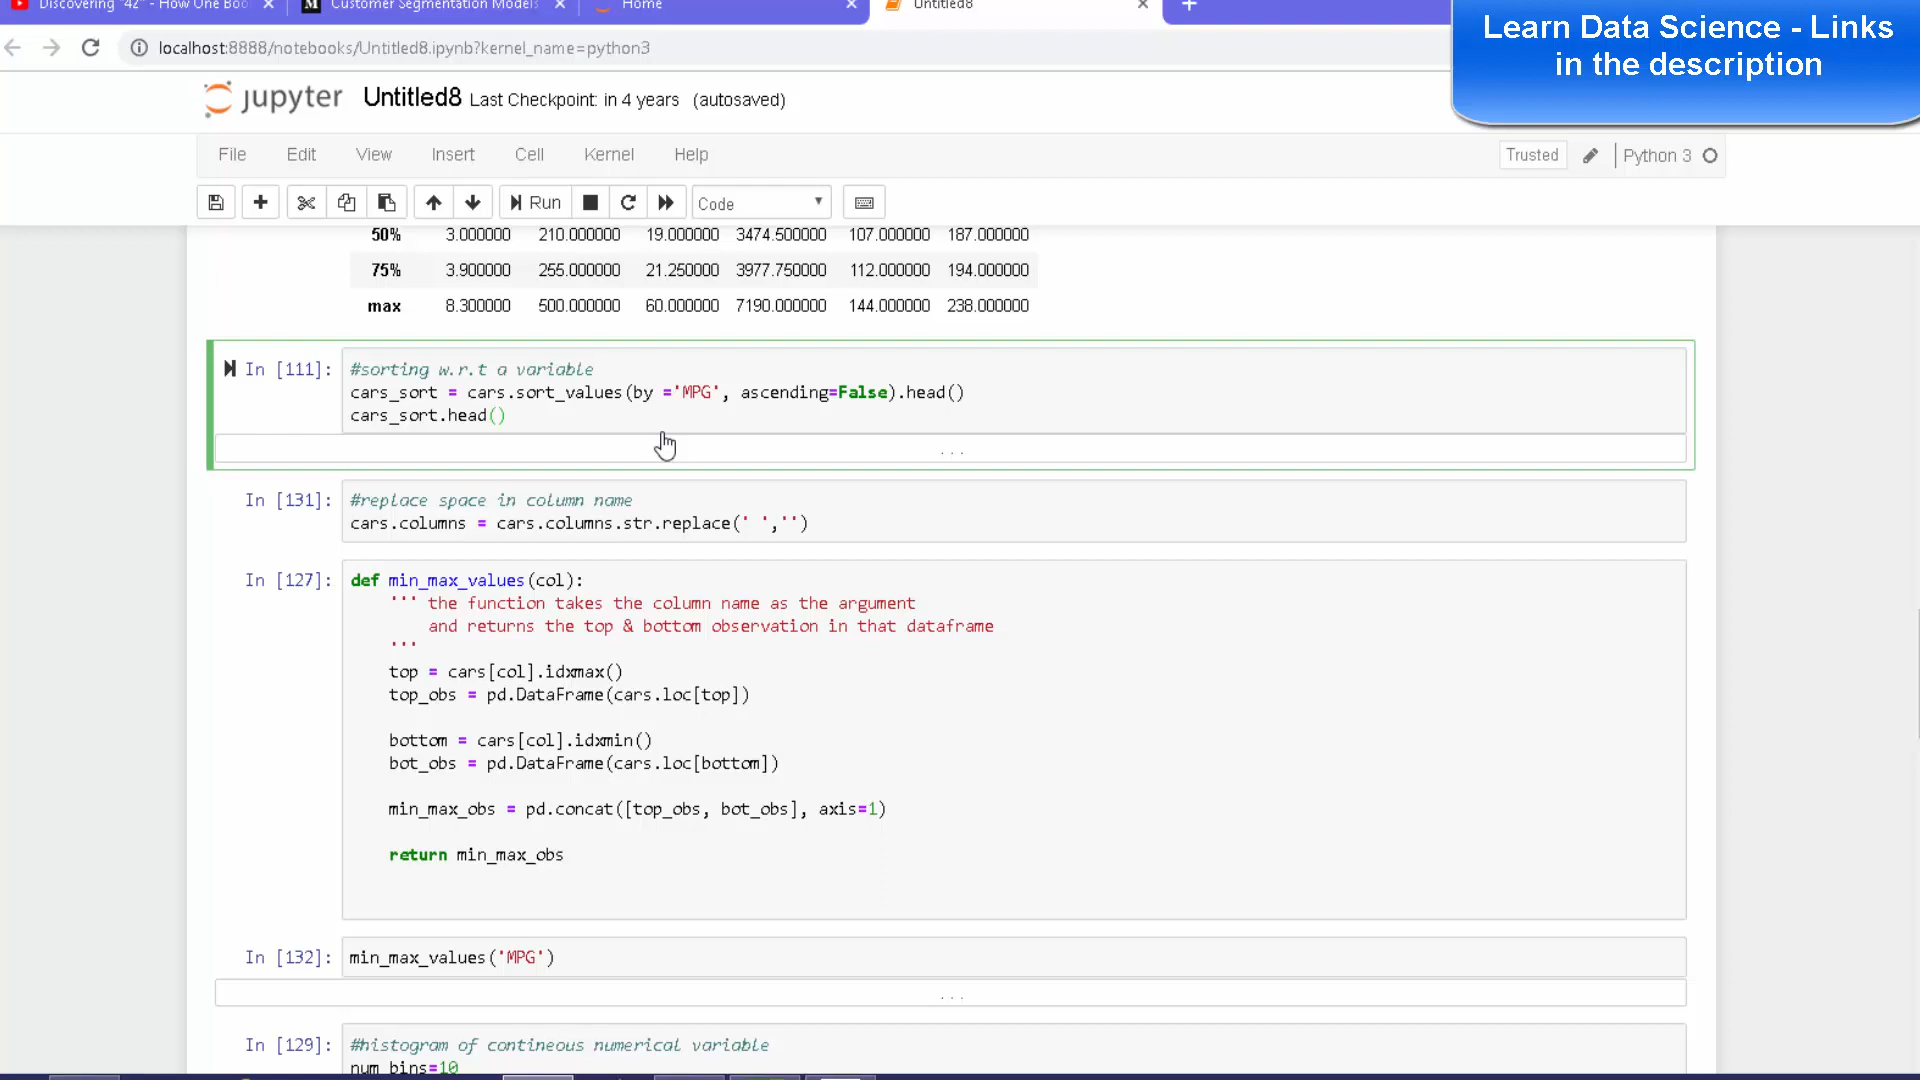 Discovering "42" - How One Boo
Customer Segmentation Models
Home
Untitled8
Learn Data Science - Links
in the description
localhost:8888/notebooks/Untitled8.ipynb?kernel_name=python3
jupyter Untitled8 Last Checkpoint: in 4 years (autosaved)
File Edit View Insert Cell Kernel Help
Trusted Python 3
Run Code
50% 3.000000 210.000000 19.000000 3474.500000 107.000000 187.000000
75% 3.900000 255.000000 21.250000 3977.750000 112.000000 194.000000
max 8.300000 500.000000 60.000000 7190.000000 144.000000 238.000000
In [111]: #sorting w.r.t a variable
cars_sort = cars.sort_values(by ='MPG', ascending=False).head()
cars_sort.head()
...
In [131]: #replace space in column name
cars.columns = cars.columns.str.replace(' ','')
In [127]: def min_max_values(col):
''' the function takes the column name as the argument
and returns the top & bottom observation in that dataframe
'''
top = cars[col].idxmax()
top_obs = pd.DataFrame(cars.loc[top])
bottom = cars[col].idxmin()
bot_obs = pd.DataFrame(cars.loc[bottom])
min_max_obs = pd.concat([top_obs, bot_obs], axis=1)
return min_max_obs
In [132]: min_max_values('MPG')
...
In [129]: #histogram of contineous numerical variable
num_bins=10